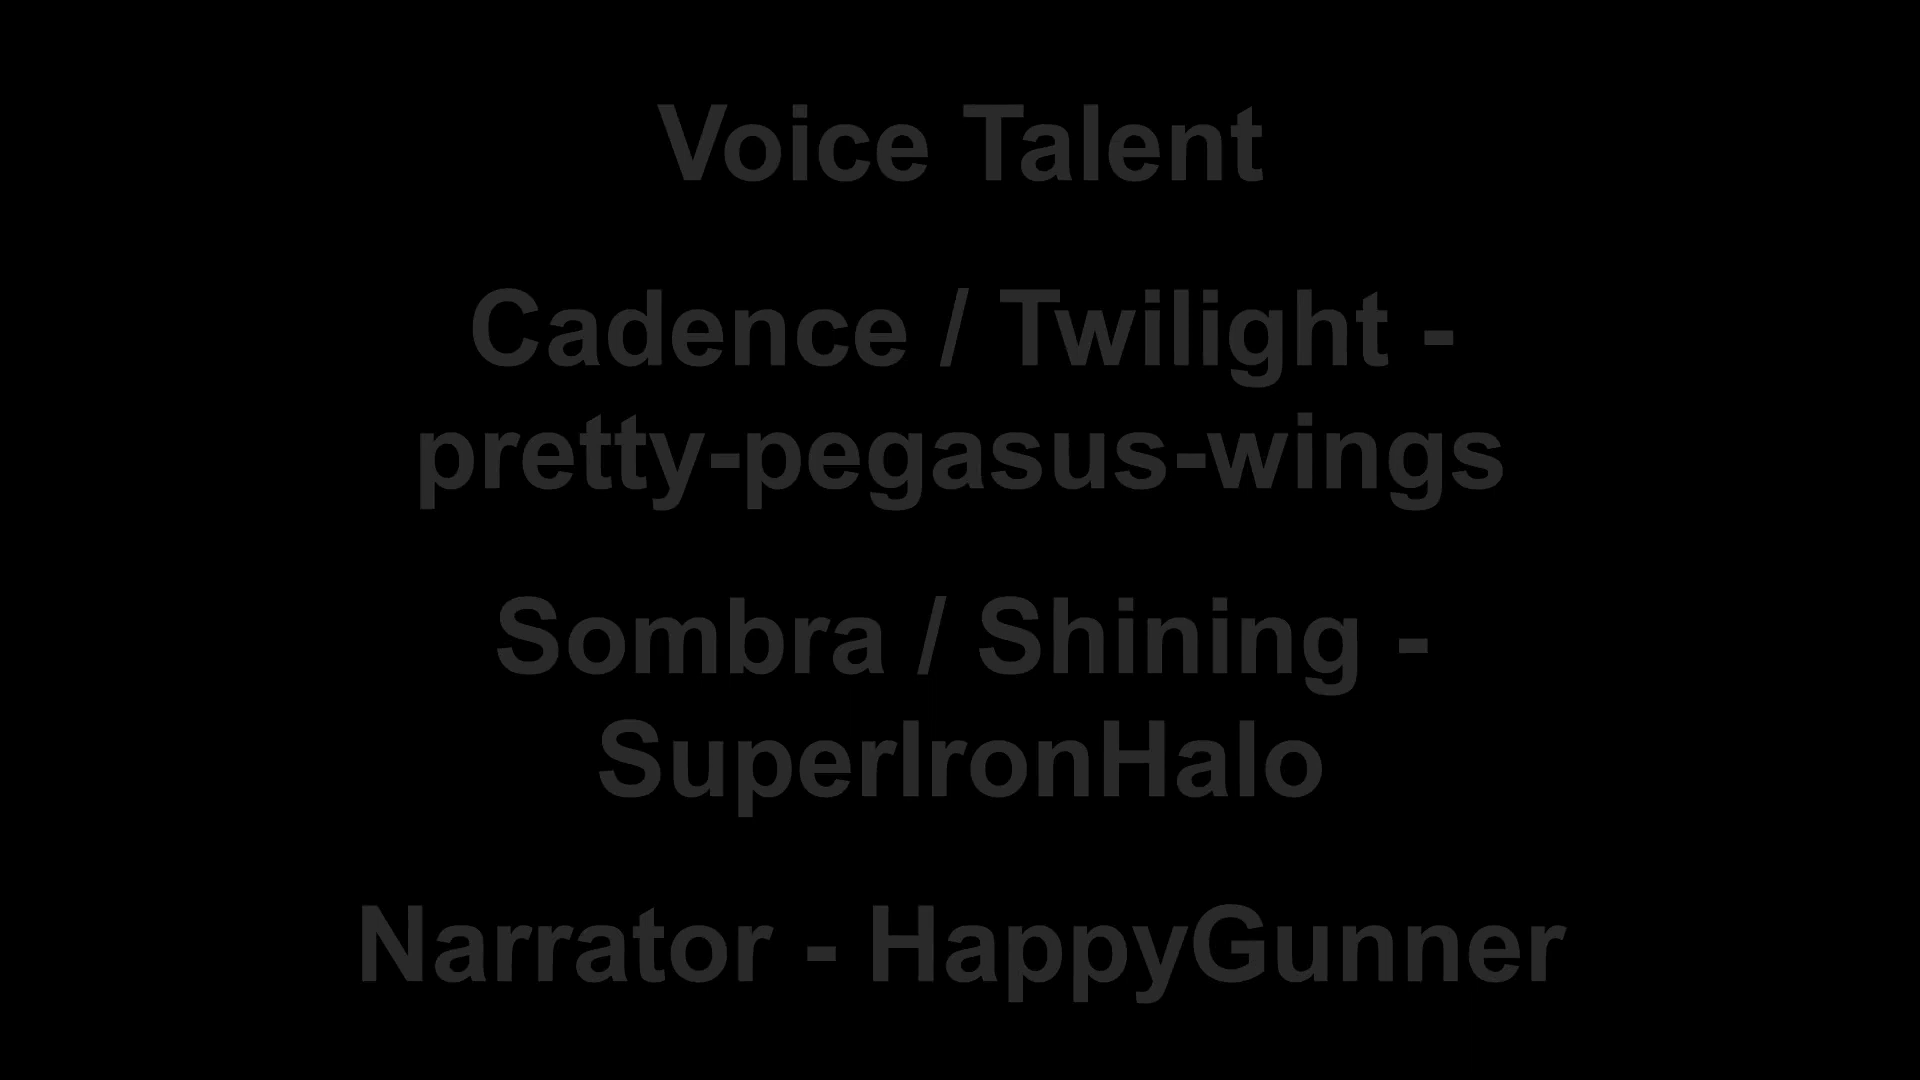 Voice Talent
Cadence / Twilight -
pretty-pegasus-wings
Sombra / Shining -
SuperIronHalo
Narrator - HappyGunner